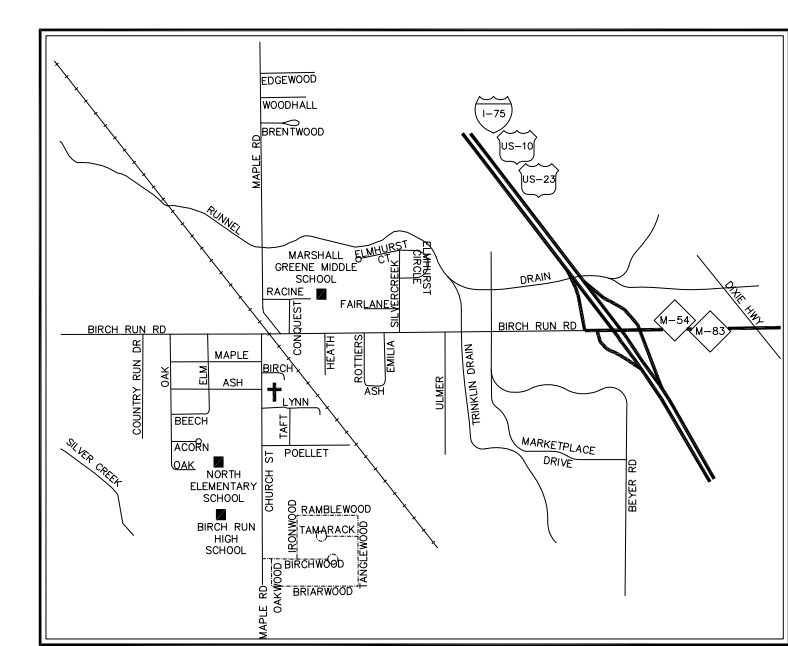 EDGEWOOD
WOODHALL
BRENTWOOD
MAPLE RD
I-75
US-10
US-23
RUNNEL
MARSHALL
GREENE MIDDLE
SCHOOL
ELMHURST
CT
ELMHURST
CIRCLE
DRAIN
DIXIE HWY
RACINE
CONQUEST
FAIRLANE
SILVERCREEK
BIRCH RUN RD
BIRCH RUN RD
M-54
M-83
COUNTRY RUN DR
OAK
MAPLE
ELM
ASH
BIRCH
HEATH
ROTTIERS
EMILIA
ASH
ULMER
TRINKLIN DRAIN
LYNN
TAFT
BEECH
ACORN
OAK
POELLET
CHURCH ST
MARKETPLACE
DRIVE
BEYER RD
SILVER CREEK
NORTH
ELEMENTARY
SCHOOL
BIRCH RUN
HIGH
SCHOOL
IRONWOOD
RAMBLEWOOD
TAMARACK
TANGLEWOOD
BIRCHWOOD
OAKWOOD
BRIARWOOD
MAPLE RD